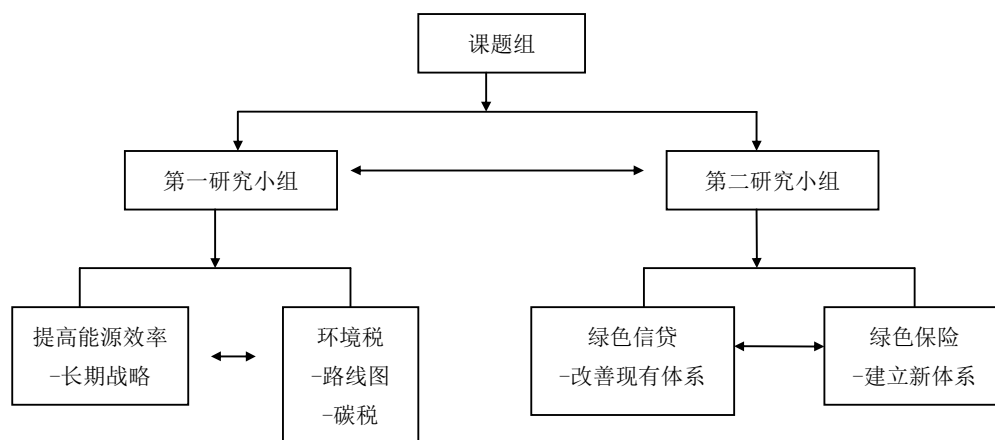 课题组
第一研究小组
第二研究小组
提高能源效率
-长期战略
环境税
-路线图
-碳税
绿色信贷
-改善现有体系
绿色保险
-建立新体系